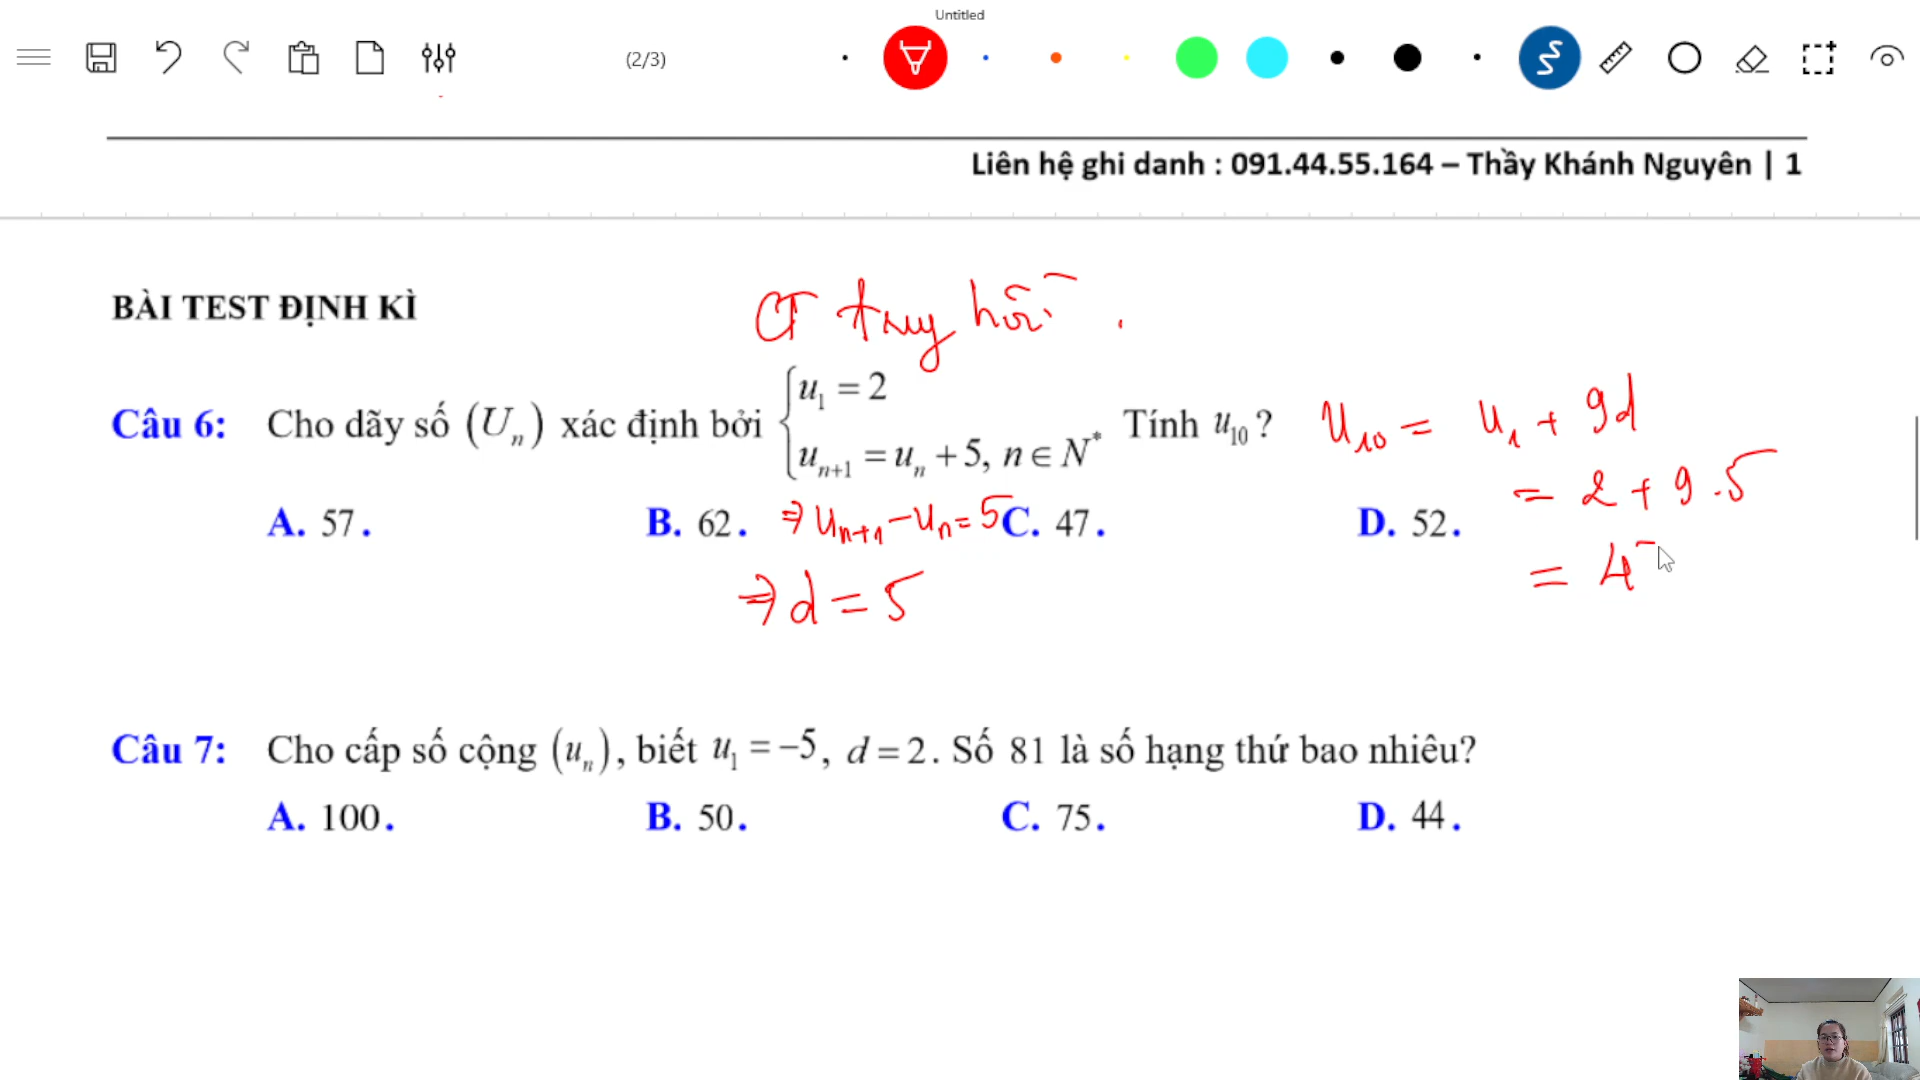 Untitled
(2/3)
Liên hệ ghi danh : 091.44.55.164 – Thầy Khánh Nguyên | 1
BÀI TEST ĐỊNH KÌ
CT truy hồi .
Câu 6: Cho dãy số (Uₙ) xác định bởi { u₁ = 2 ; uₙ₊₁ = uₙ + 5, n ∈ N* Tính u₁₀ ?
u₁₀ = u₁ + 9d
= 2 + 9.5
A. 57. B. 62. C. 47. D. 52.
⇒ uₙ₊₁ − uₙ = 5
⇒ d = 5
= 4
Câu 7: Cho cấp số cộng (uₙ), biết u₁ = −5, d = 2. Số 81 là số hạng thứ bao nhiêu?
A. 100. B. 50. C. 75. D. 44.